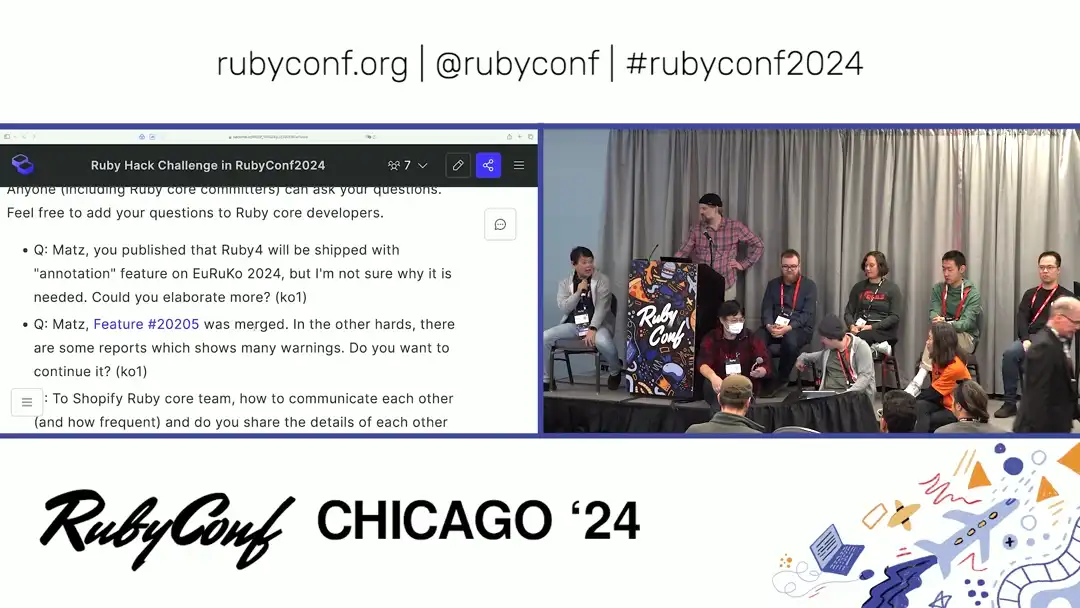 rubyconf.org | @rubyconf | #rubyconf2024
Ruby Hack Challenge in RubyConf2024
7
Anyone (including Ruby core committers) can ask your questions.
Feel free to add your questions to Ruby core developers.
• Q: Matz, you published that Ruby4 will be shipped with
"annotation" feature on EuRuKo 2024, but I'm not sure why it is
needed. Could you elaborate more? (ko1)
• Q: Matz, Feature #20205 was merged. In the other hards, there
are some reports which shows many warnings. Do you want to
continue it? (ko1)
: To Shopify Ruby core team, how to communicate each other
(and how frequent) and do you share the details of each other
Ruby
Conf
RubyConf CHICAGO ‘24